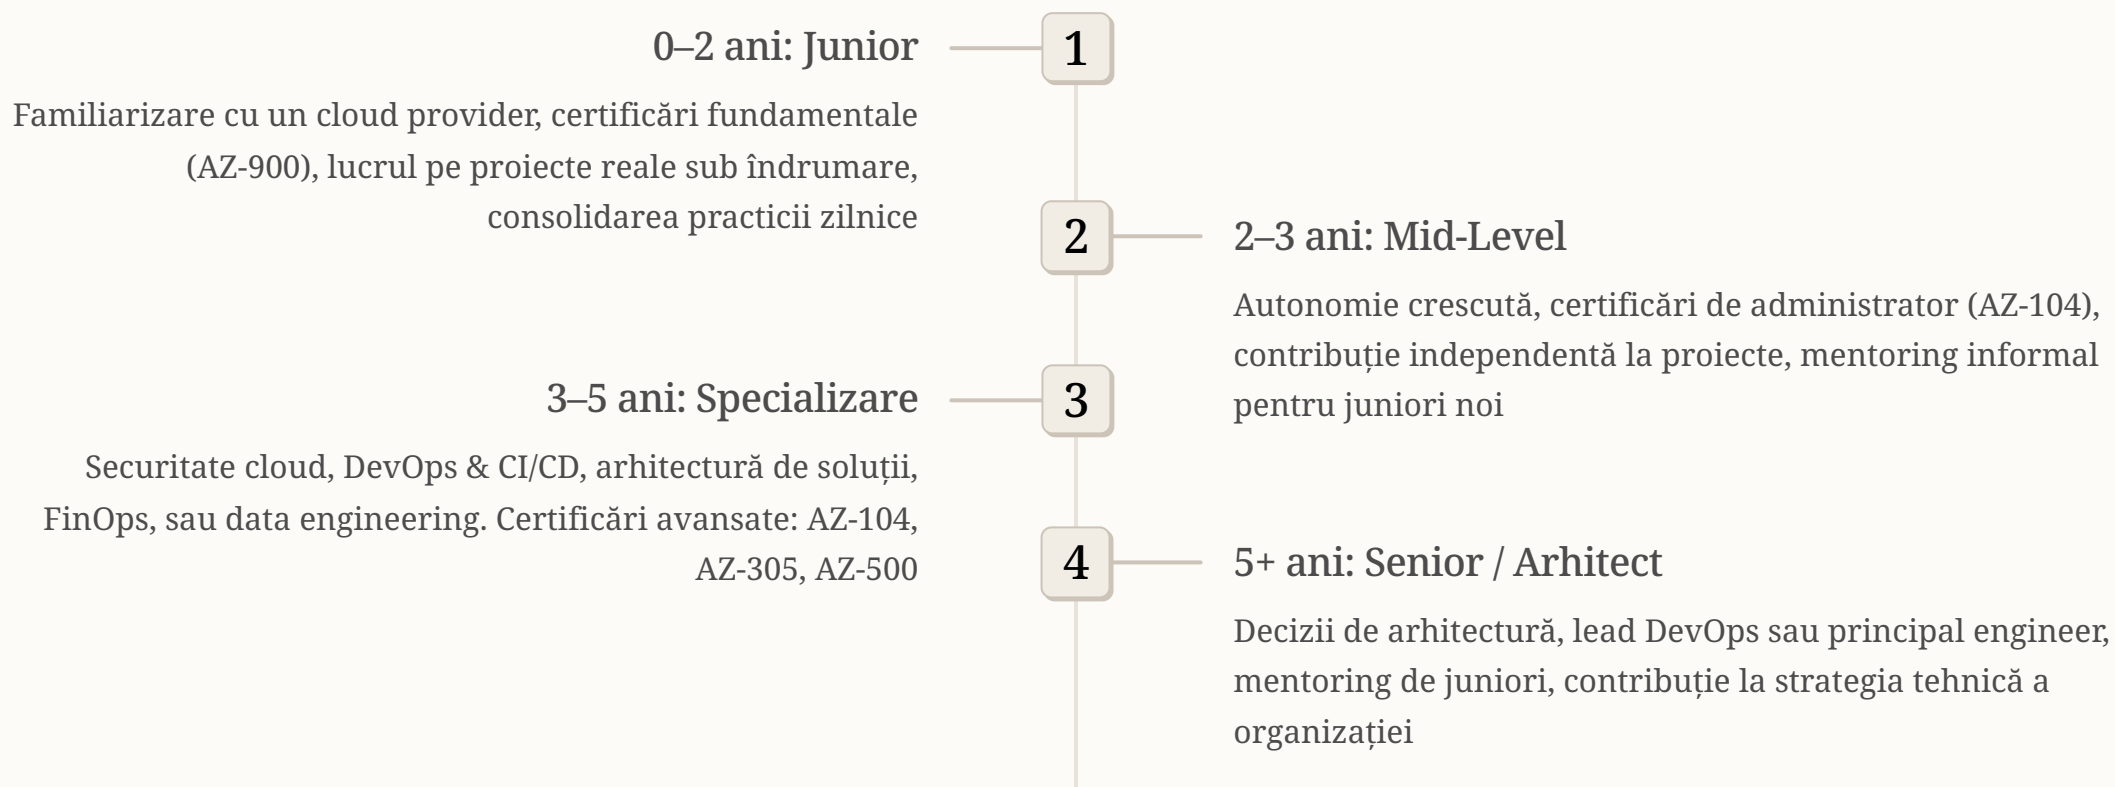 1
0–2 ani: Junior
Familiarizare cu un cloud provider, certificări fundamentale
(AZ-900), lucrul pe proiecte reale sub îndrumare,
consolidarea practicii zilnice
2
2–3 ani: Mid-Level
Autonomie crescută, certificări de administrator (AZ-104),
contribuție independentă la proiecte, mentoring informal
pentru juniori noi
3
3–5 ani: Specializare
Securitate cloud, DevOps & CI/CD, arhitectură de soluții,
FinOps, sau data engineering. Certificări avansate: AZ-104,
AZ-305, AZ-500
4
5+ ani: Senior / Arhitect
Decizii de arhitectură, lead DevOps sau principal engineer,
mentoring de juniori, contribuție la strategia tehnică a
organizației